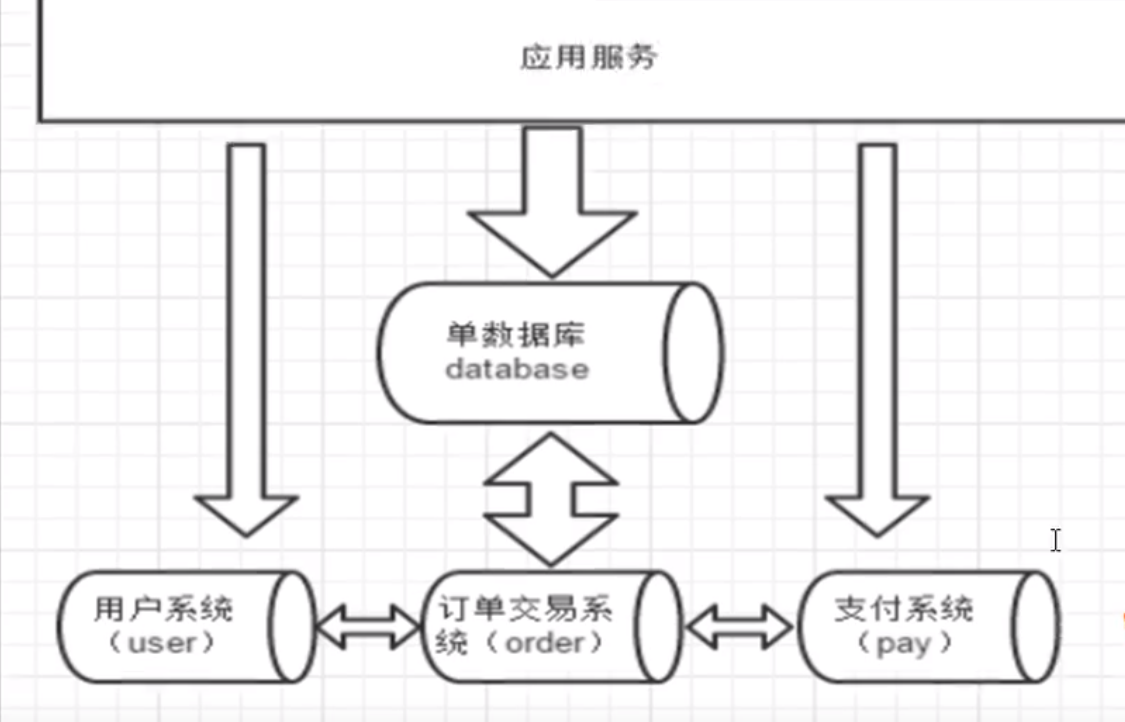 应用服务
单数据库
database
用户系统
（user）
订单交易系
统（order）
支付系统
（pay）